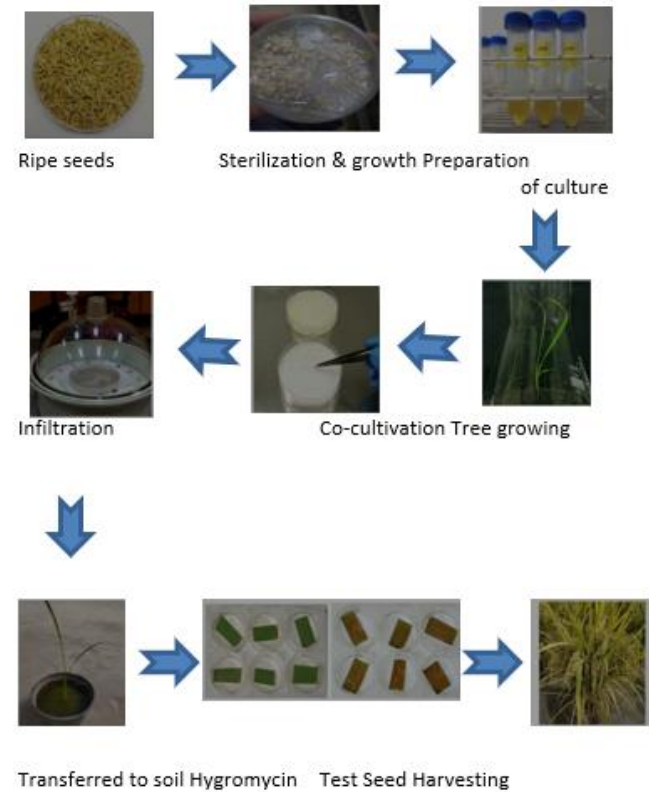 Ripe seeds
Sterilization & growth Preparation
of culture
Infiltration
Co-cultivation Tree growing
Transferred to soil Hygromycin Test Seed Harvesting